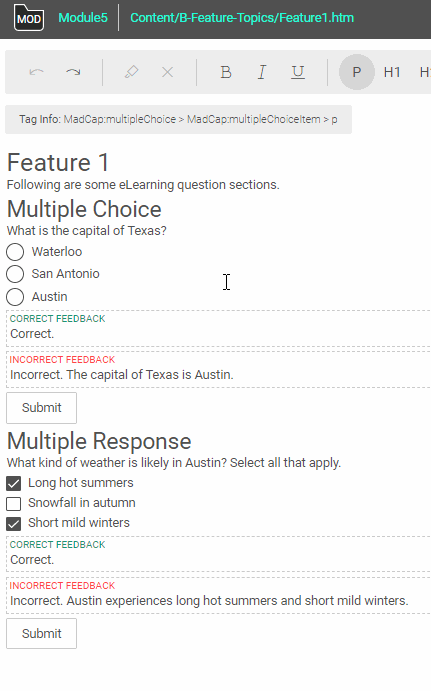 MOD Module5 Content/B-Feature-Topics/Feature1.htm
B I U P H1 H
Tag Info: MadCap:multipleChoice > MadCap:multipleChoiceItem > p
Feature 1
Following are some eLearning question sections.
Multiple Choice
What is the capital of Texas?
Waterloo
San Antonio
Austin
CORRECT FEEDBACK
Correct.
INCORRECT FEEDBACK
Incorrect. The capital of Texas is Austin.
Submit
Multiple Response
What kind of weather is likely in Austin? Select all that apply.
Long hot summers
Snowfall in autumn
Short mild winters
CORRECT FEEDBACK
Correct.
INCORRECT FEEDBACK
Incorrect. Austin experiences long hot summers and short mild winters.
Submit